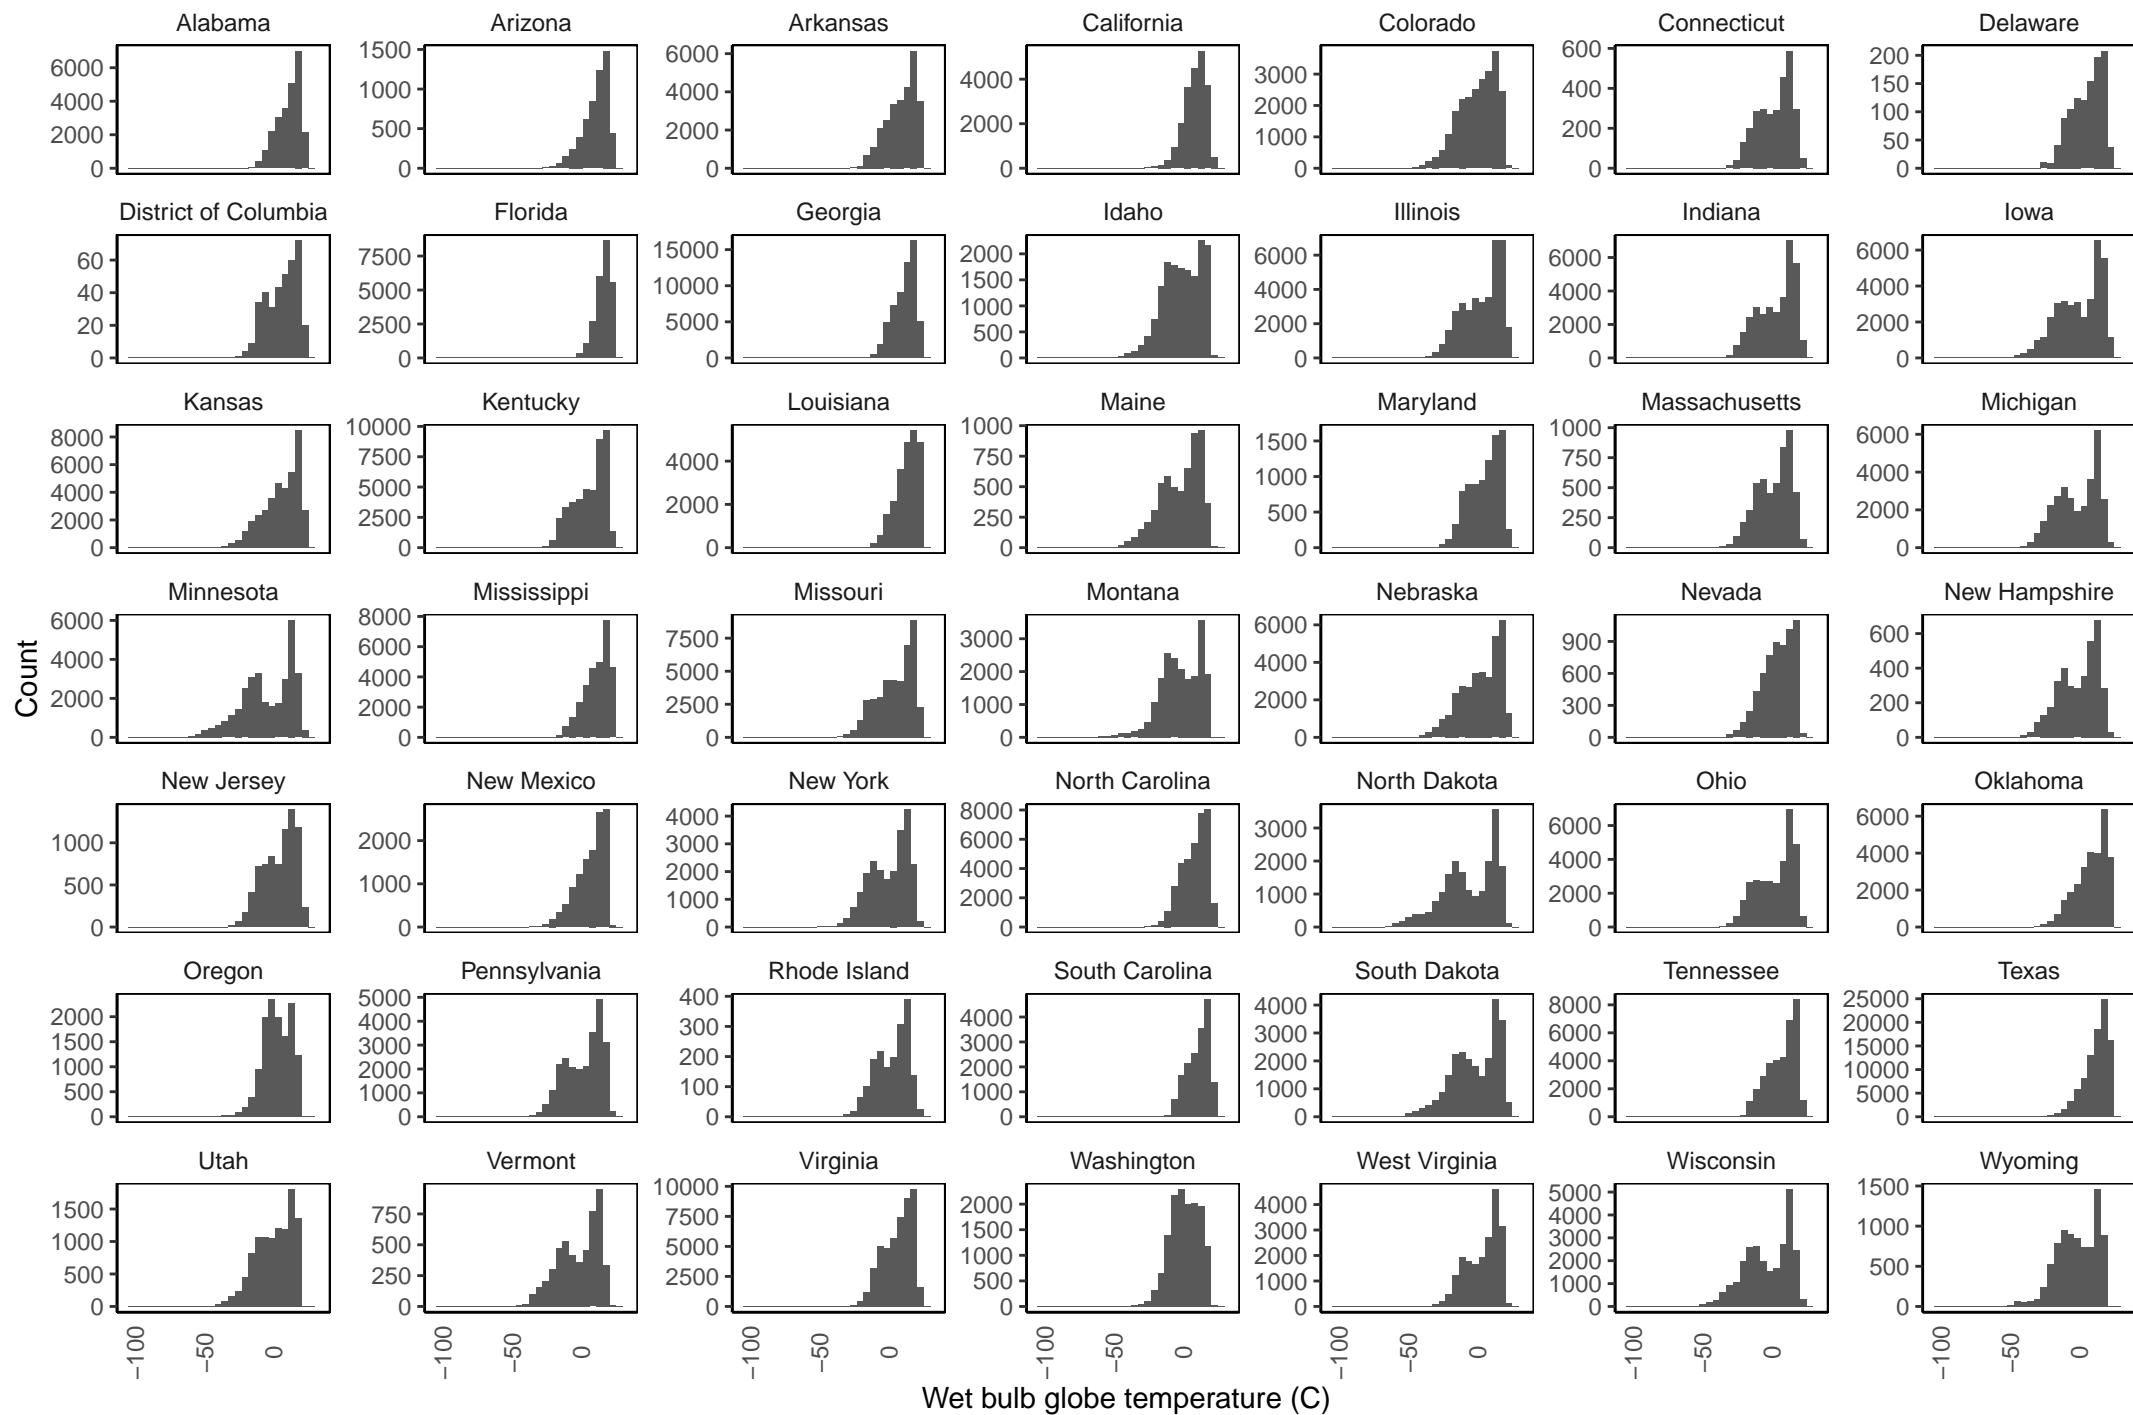 Alabama Arizona Arkansas California Colorado Connecticut Delaware
0 2000 4000 6000
0 500 1000 1500
0 2000 4000 6000
0 2000 4000
0 1000 2000 3000
0 200 400 600
0 50 100 150 200
District of Columbia Florida Georgia Idaho Illinois Indiana Iowa
0 20 40 60
0 2500 5000 7500
0 5000 10000 15000
0 500 1000 1500 2000
0 2000 4000 6000
0 2000 4000 6000
0 2000 4000 6000
Kansas Kentucky Louisiana Maine Maryland Massachusetts Michigan
0 2000 4000 6000 8000
0 2500 5000 7500 10000
0 2000 4000
0 250 500 750 1000
0 500 1000 1500
0 250 500 750 1000
0 2000 4000 6000
Minnesota Mississippi Missouri Montana Nebraska Nevada New Hampshire
0 2000 4000 6000
0 2000 4000 6000 8000
0 2500 5000 7500
0 1000 2000 3000
0 2000 4000 6000
0 300 600 900
0 200 400 600
New Jersey New Mexico New York North Carolina North Dakota Ohio Oklahoma
0 500 1000
0 1000 2000
0 1000 2000 3000 4000
0 2000 4000 6000 8000
0 1000 2000 3000
0 2000 4000 6000
0 2000 4000 6000
Oregon Pennsylvania Rhode Island South Carolina South Dakota Tennessee Texas
0 500 1000 1500 2000
0 1000 2000 3000 4000 5000
0 100 200 300 400
0 1000 2000 3000 4000
0 1000 2000 3000 4000
0 2000 4000 6000 8000
0 5000 10000 15000 20000 25000
Utah Vermont Virginia Washington West Virginia Wisconsin Wyoming
0 500 1000 1500
0 250 500 750
0 2500 5000 7500 10000
0 500 1000 1500 2000
0 1000 2000 3000 4000
0 1000 2000 3000 4000 5000
0 500 1000 1500
−100 −50 0
−100 −50 0
−100 −50 0
−100 −50 0
−100 −50 0
−100 −50 0
−100 −50 0
Wet bulb globe temperature (C)
Count